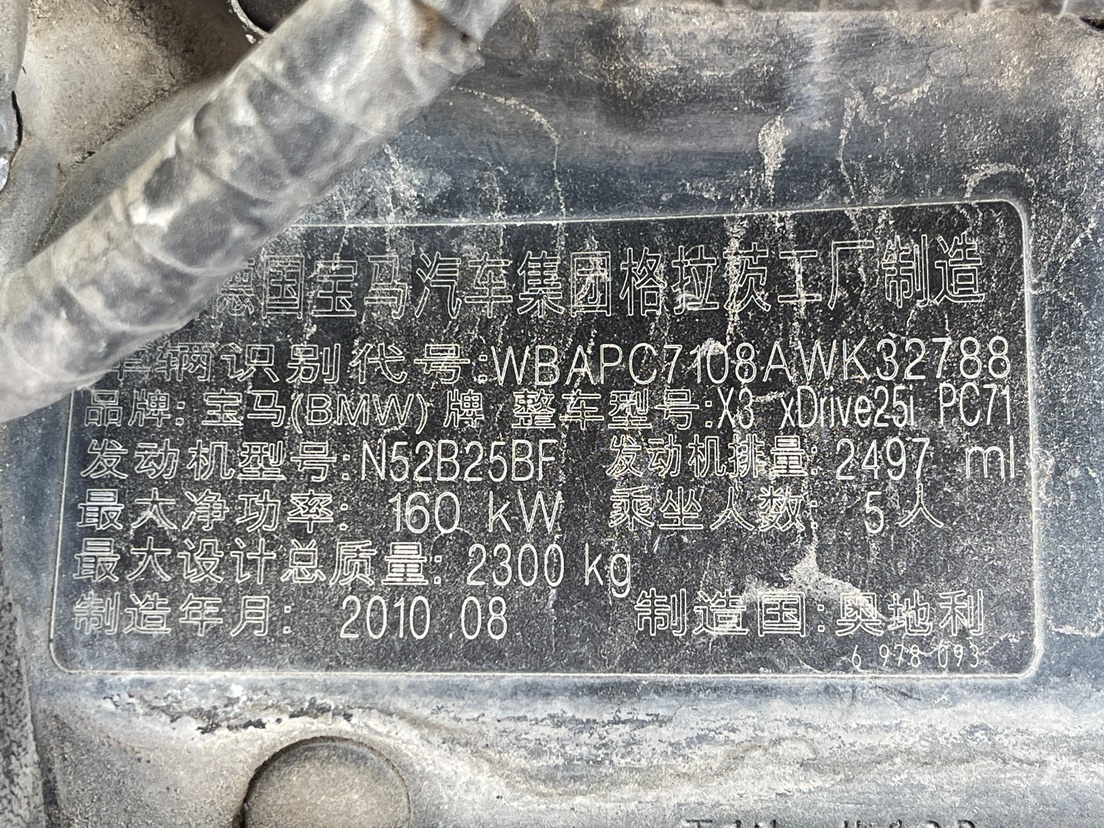 德国宝马汽车集团格拉茨工厂制造
车辆识别代号:WBAPC7108AWK32788
品牌: 宝马(BMW) 牌 整车型号:X3 xDrive25i PC71
发动机型号:N52B25BF 发动机排量: 2497 ml
最大净功率: 160 kW 乘坐人数: 5人
最大设计总质量: 2300 kg
制造年月: 2010.08 制造国:奥地利
6 978 093